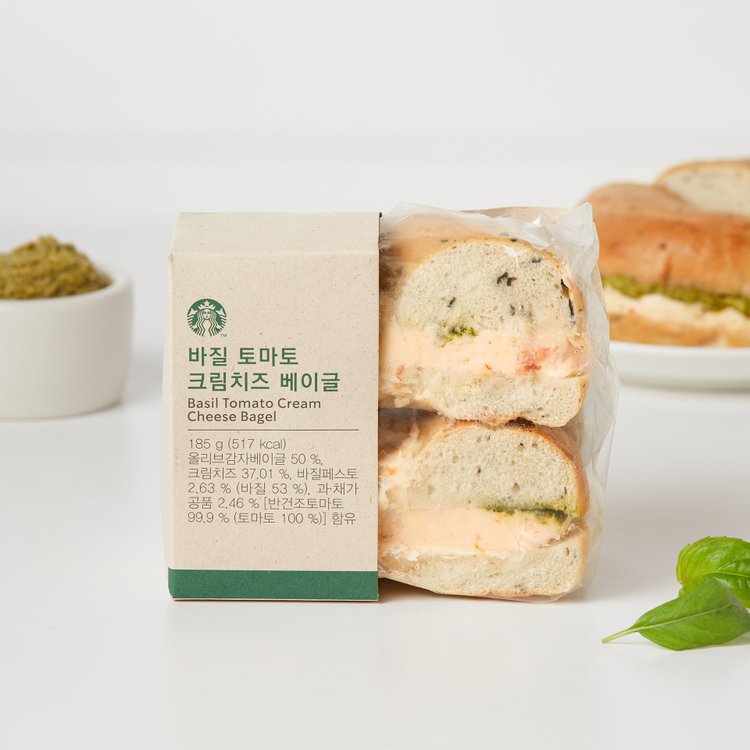 바질 토마토
크림치즈 베이글
Basil Tomato Cream
Cheese Bagel
185 g (517 kcal)
올리브감자베이글 50 %,
크림치즈 37.01 %, 바질페스토
2.63 % (바질 53 %), 과·채가
공품 2.46 % [반건조토마토
99.9 % (토마토 100 %)] 함유